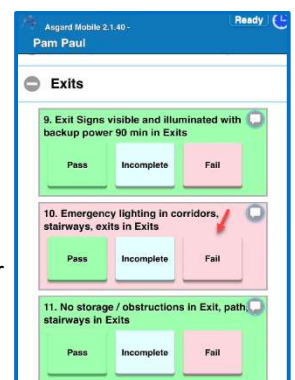 Asgard Mobile 2.1.40 -
Ready
Pam Paul
Exits
9. Exit Signs visible and illuminated with
backup power 90 min in Exits
Pass
Incomplete
Fail
10. Emergency lighting in corridors,
stairways, exits in Exits
Pass
Incomplete
Fail
r
11. No storage / obstructions in Exit, path,
stairways in Exits
Pass
Incomplete
Fail